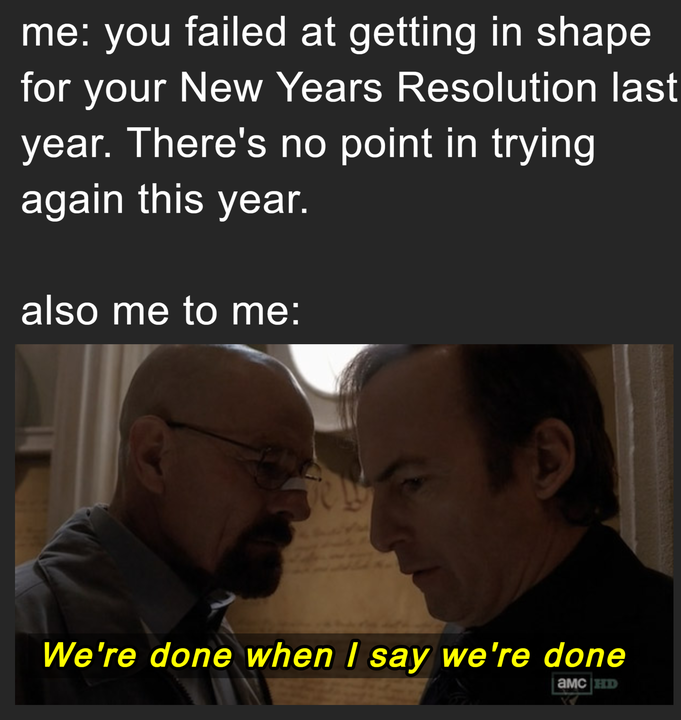 me: you failed at getting in shape
for your New Years Resolution last
year. There's no point in trying
again this year.
also me to me:
We're done when I say we're done
aMC HD